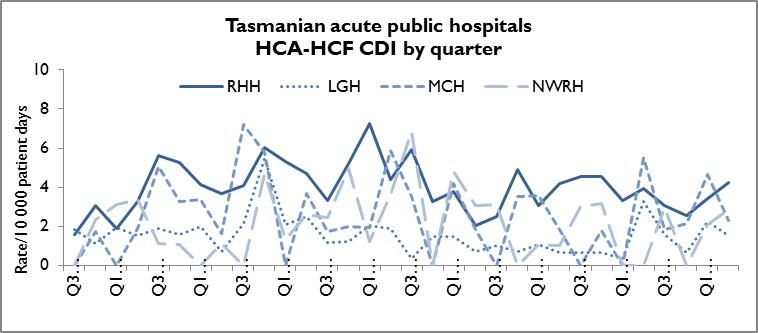 Tasmanian acute public hospitals
HCA-HCF CDI by quarter
Rate/10 000 patient days
10
8
6
4
2
0
RHH LGH MCH NWRH
Q3… Q1… Q3… Q1… Q3… Q1… Q3… Q1… Q3… Q1… Q3… Q1… Q3… Q1… Q3… Q1…